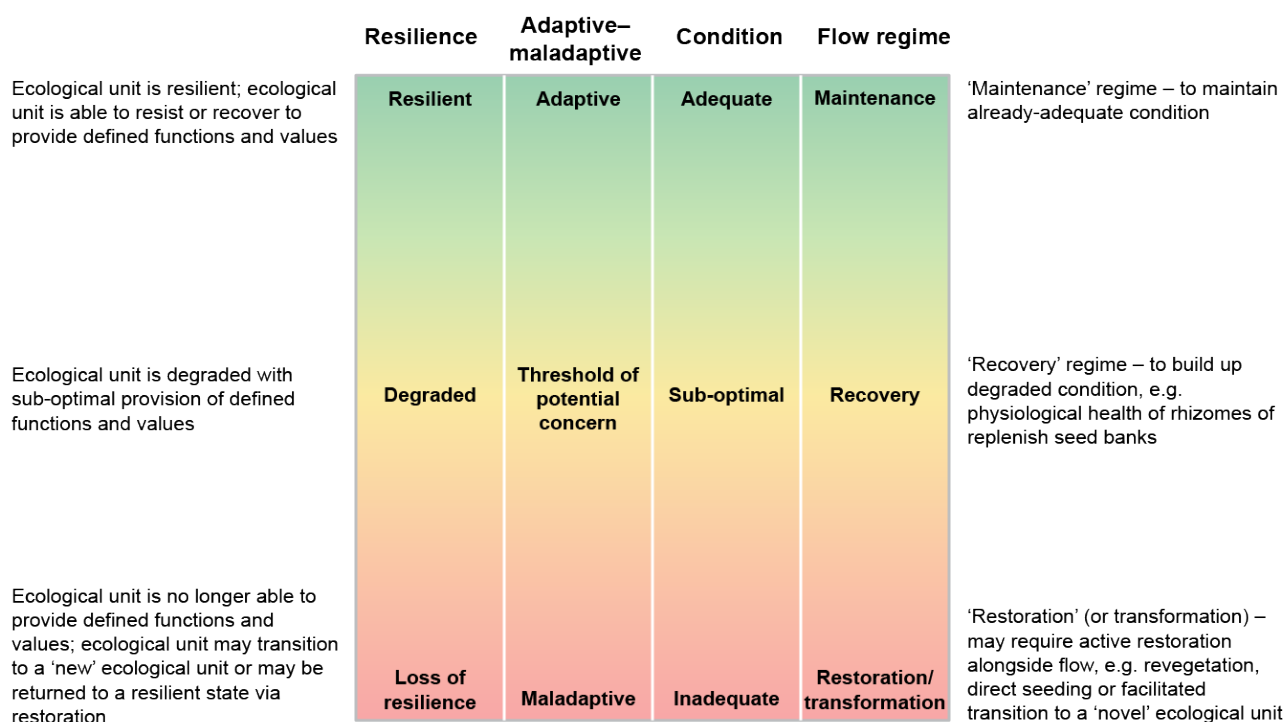 Resilience
Adaptive–
maladaptive
Condition
Flow regime
Ecological unit is resilient; ecological
unit is able to resist or recover to
provide defined functions and values
Resilient
Adaptive
Adequate
Maintenance
‘Maintenance’ regime – to maintain
already-adequate condition
Ecological unit is degraded with
sub-optimal provision of defined
functions and values
Degraded
Threshold of
potential
concern
Sub-optimal
Recovery
‘Recovery’ regime – to build up
degraded condition, e.g.
physiological health of rhizomes of
replenish seed banks
Ecological unit is no longer able to
provide defined functions and
values; ecological unit may transition
to a ‘new’ ecological unit or may be
returned to a resilient state via
restoration
Loss of
resilience
Maladaptive
Inadequate
Restoration/
transformation
‘Restoration’ (or transformation) –
may require active restoration
alongside flow, e.g. revegetation,
direct seeding or facilitated
transition to a ‘novel’ ecological unit